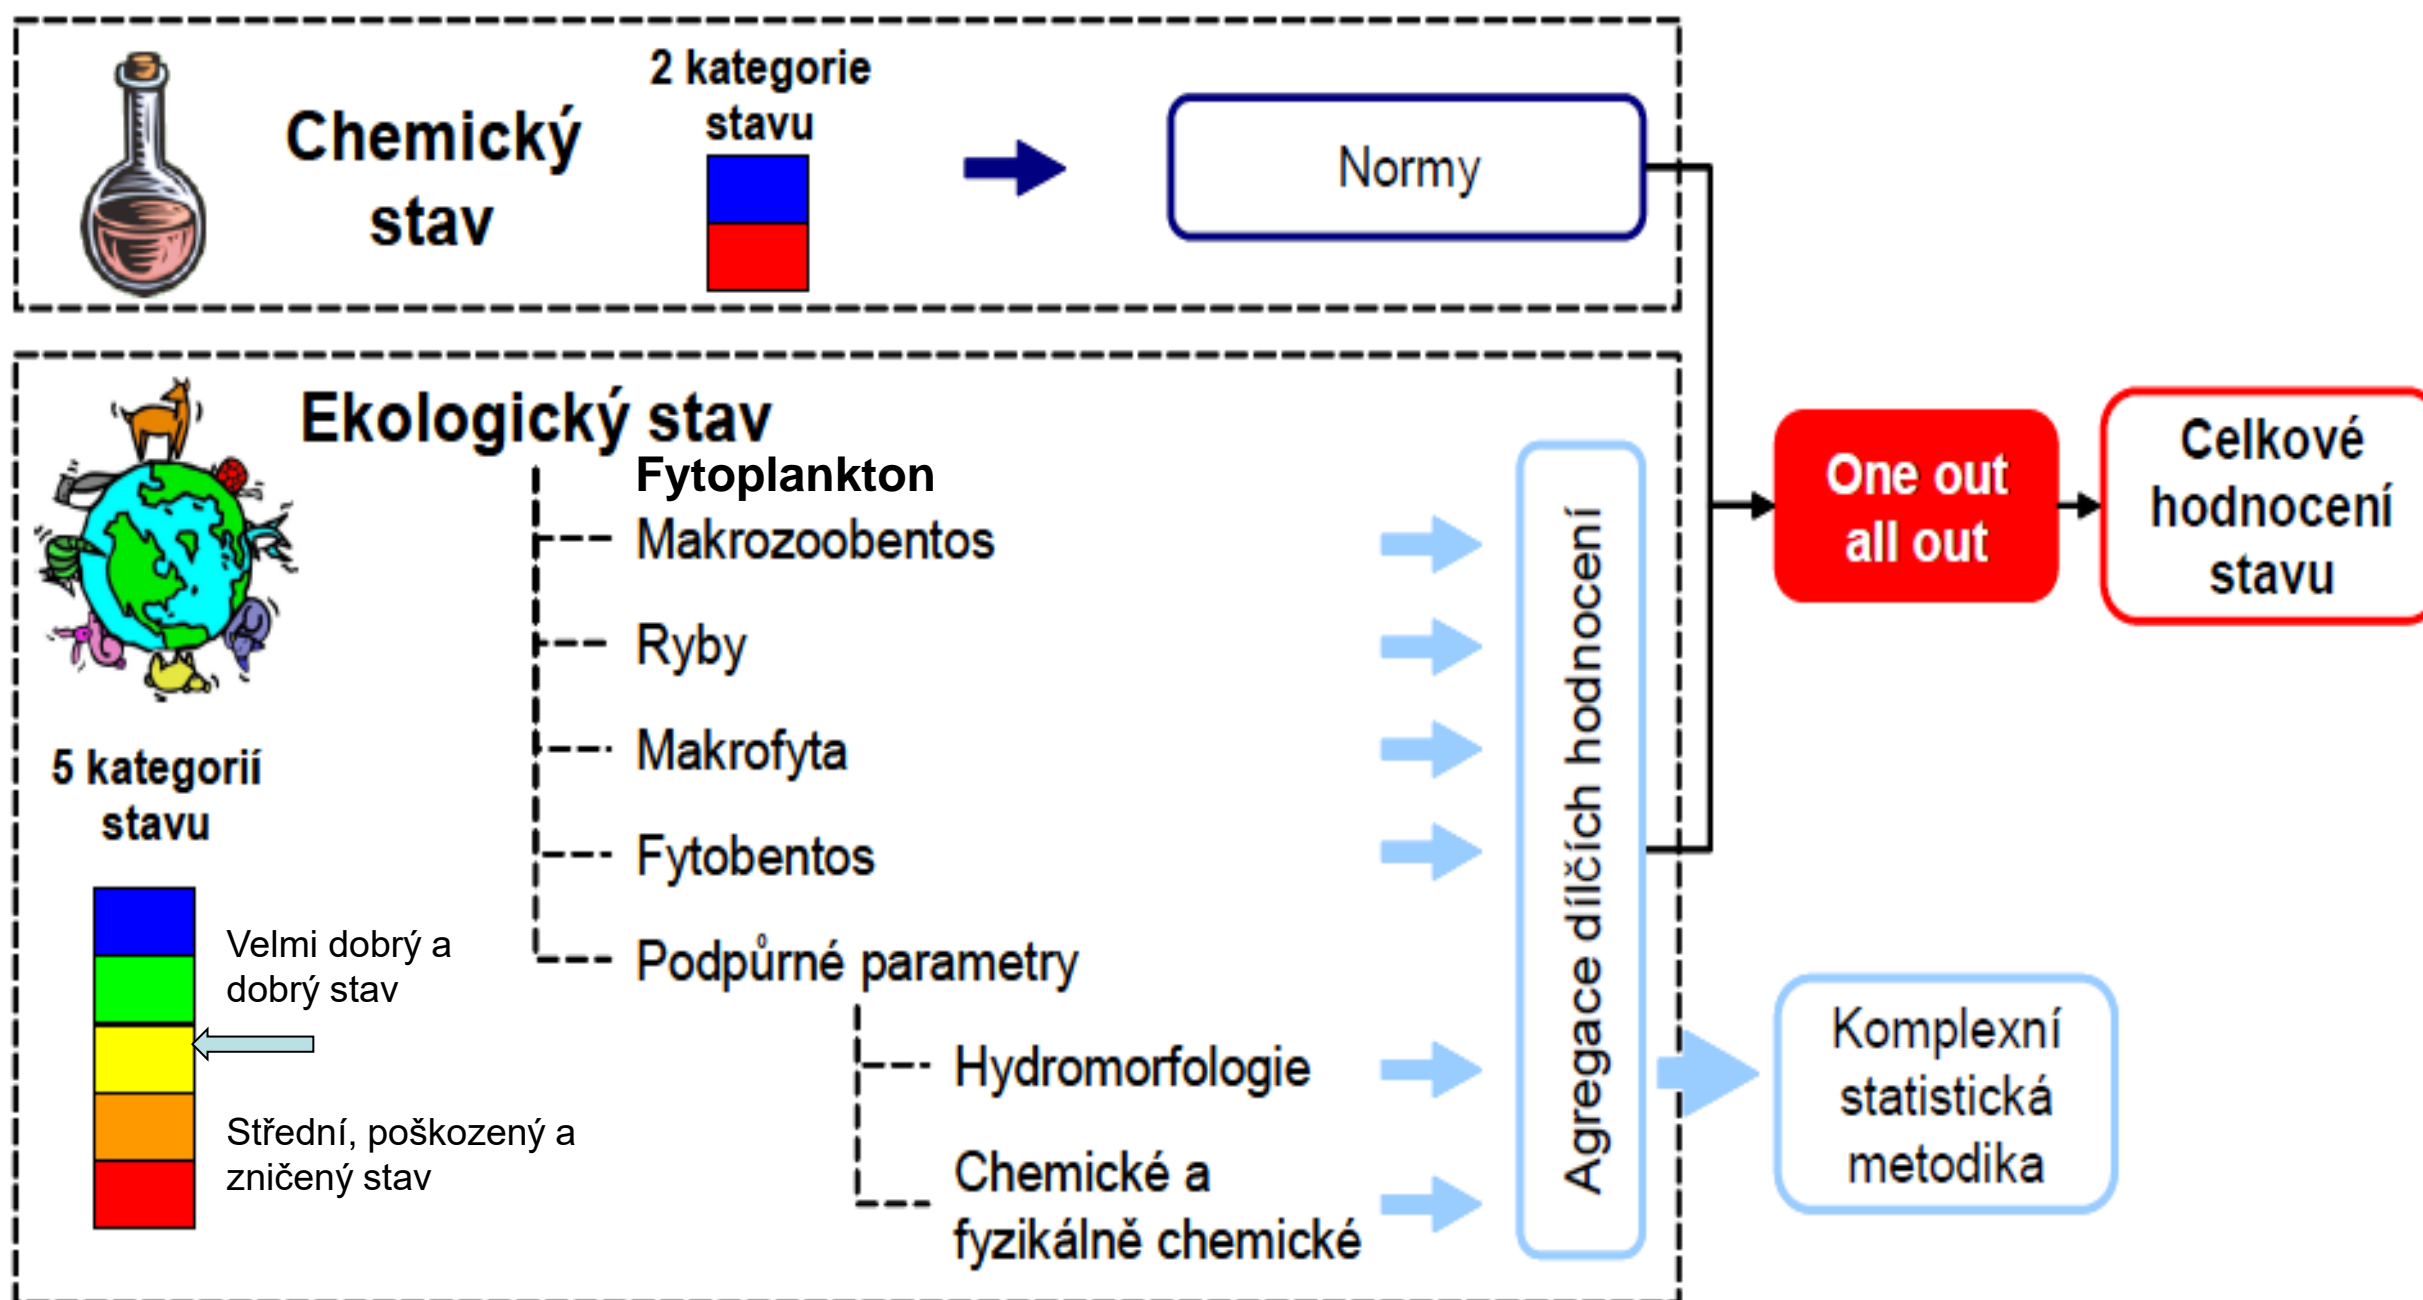 2 kategorie
stavu
Chemický
stav
Normy
Ekologický stav
Fytoplankton
Makrozoobentos
Ryby
Makrofyta
Fytobentos
Podpůrné parametry
Hydromorfologie
Chemické a
fyzikálně chemické
5 kategorií
stavu
Velmi dobrý a
dobrý stav
Střední, poškozený a
zničený stav
Agregace dílčích hodnocení
One out
all out
Celkové
hodnocení
stavu
Komplexní
statistická
metodika